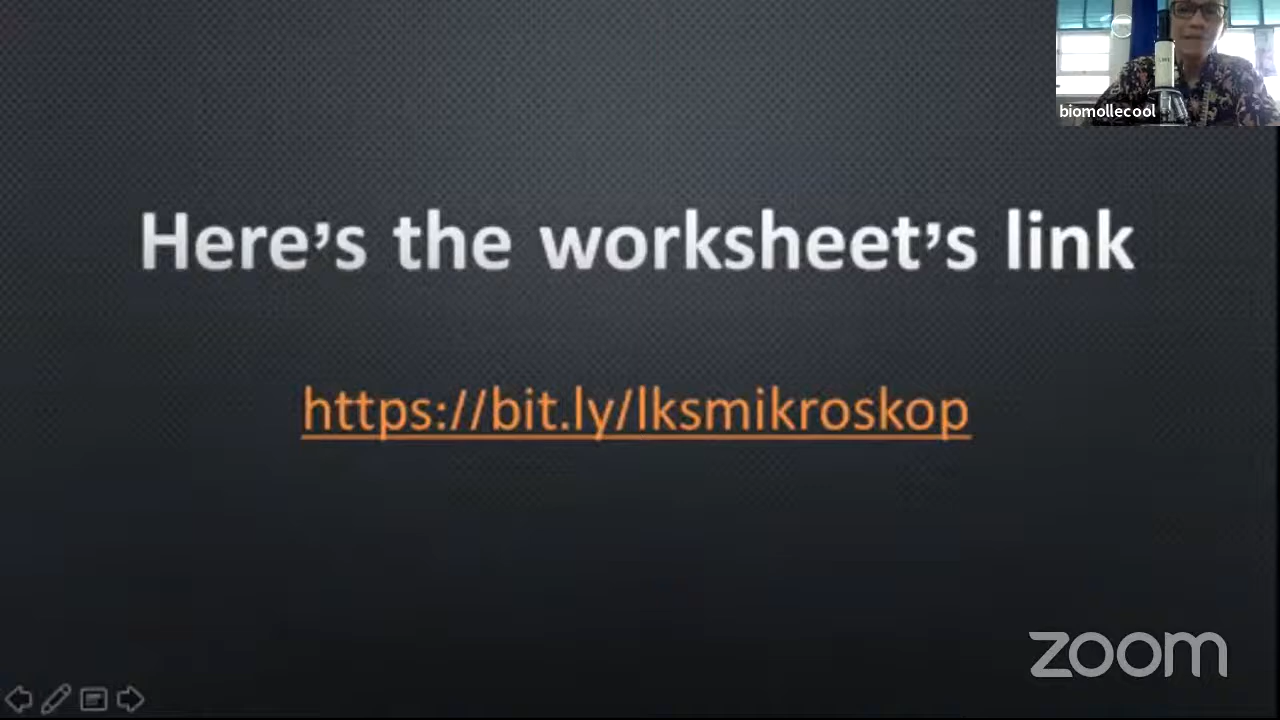 biomollecool
Here’s the worksheet’s link
https://bit.ly/lksmikroskop
zoom